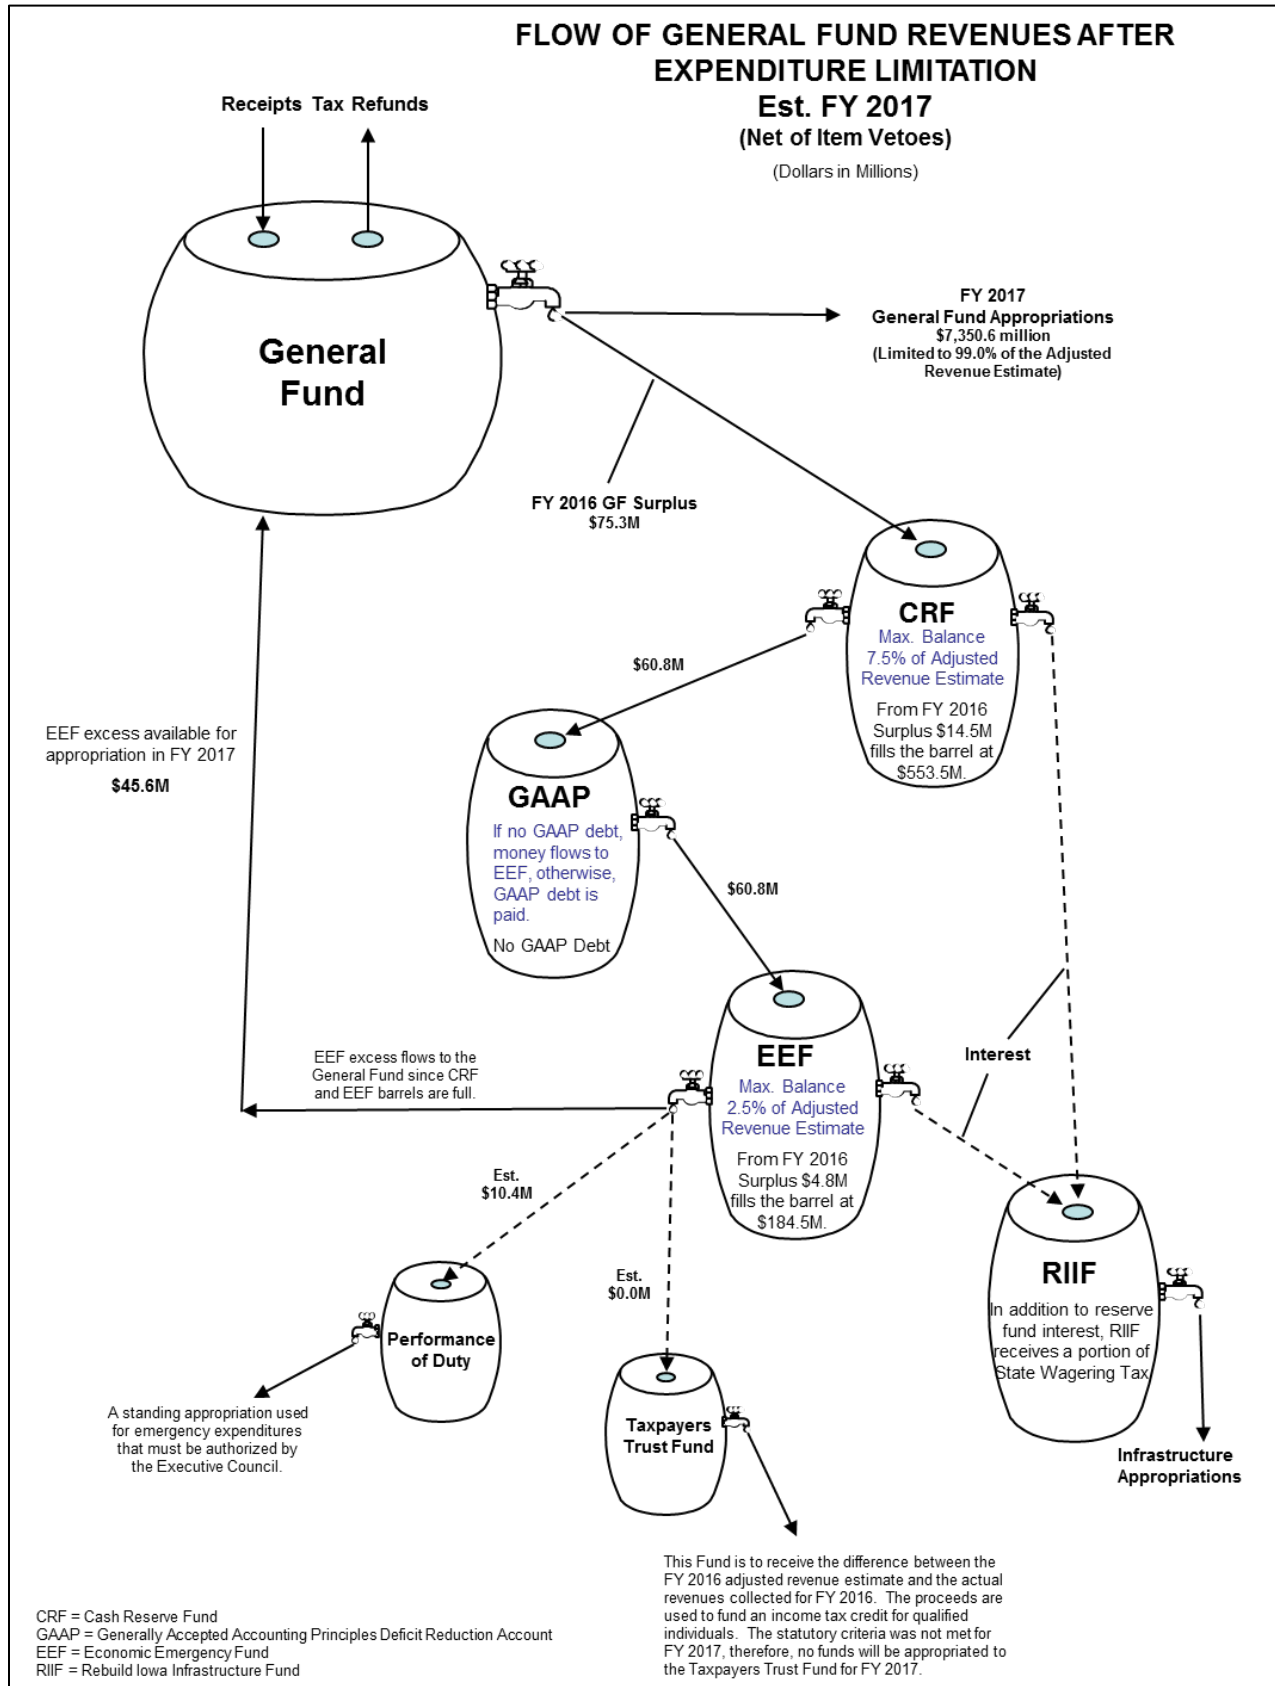 FLOW OF GENERAL FUND REVENUES AFTER
EXPENDITURE LIMITATION
Est. FY 2017
(Net of Item Vetoes)
(Dollars in Millions)
Receipts Tax Refunds
General
Fund
FY 2017
General Fund Appropriations
$7,350.6 million
(Limited to 99.0% of the Adjusted
Revenue Estimate)
FY 2016 GF Surplus
$75.3M
CRF
Max. Balance
7.5% of Adjusted
Revenue Estimate
From FY 2016
Surplus $14.5M
fills the barrel at
$553.5M.
$60.8M
EEF excess available for
appropriation in FY 2017
$45.6M
GAAP
If no GAAP debt,
money flows to
EEF, otherwise,
GAAP debt is
paid.
No GAAP Debt
$60.8M
EEF
Max. Balance
2.5% of Adjusted
Revenue Estimate
From FY 2016
Surplus $4.8M
fills the barrel at
$184.5M.
Interest
EEF excess flows to the
General Fund since CRF
and EEF barrels are full.
Est.
$10.4M
Est.
$0.0M
RIIF
In addition to reserve
fund interest, RIIF
receives a portion of
State Wagering Tax
Performance
of Duty
Taxpayers
Trust Fund
A standing appropriation used
for emergency expenditures
that must be authorized by
the Executive Council.
Infrastructure
Appropriations
This Fund is to receive the difference between the
FY 2016 adjusted revenue estimate and the actual
revenues collected for FY 2016. The proceeds are
used to fund an income tax credit for qualified
individuals. The statutory criteria was not met for
FY 2017, therefore, no funds will be appropriated to
the Taxpayers Trust Fund for FY 2017.
CRF = Cash Reserve Fund
GAAP = Generally Accepted Accounting Principles Deficit Reduction Account
EEF = Economic Emergency Fund
RIIF = Rebuild Iowa Infrastructure Fund